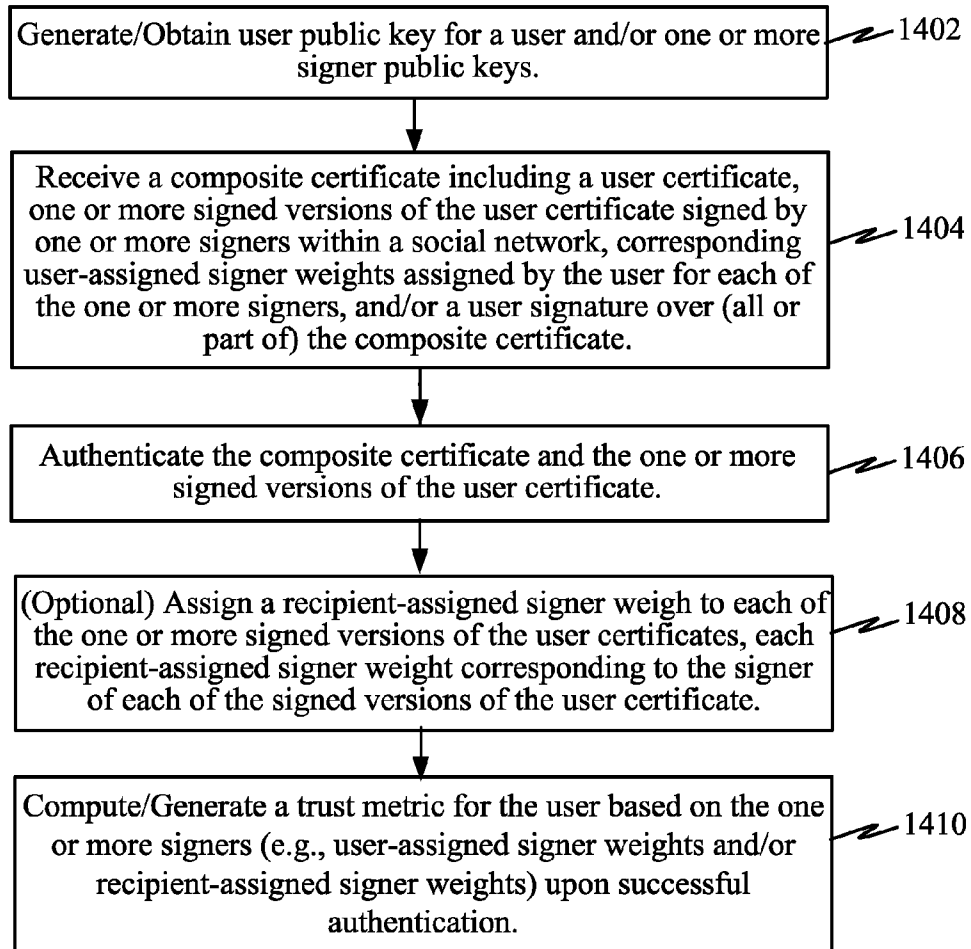 Generate/Obtain user public key for a user and/or one or more
signer public keys.
1402
Receive a composite certificate including a user certificate,
one or more signed versions of the user certificate signed by
one or more signers within a social network, corresponding
user-assigned signer weights assigned by the user for each of
the one or more signers, and/or a user signature over (all or
part of) the composite certificate.
1404
Authenticate the composite certificate and the one or more
signed versions of the user certificate.
1406
(Optional) Assign a recipient-assigned signer weigh to each of
the one or more signed versions of the user certificates, each
recipient-assigned signer weight corresponding to the signer
of each of the signed versions of the user certificate.
1408
Compute/Generate a trust metric for the user based on the one
or more signers (e.g., user-assigned signer weights and/or
recipient-assigned signer weights) upon successful
authentication.
1410